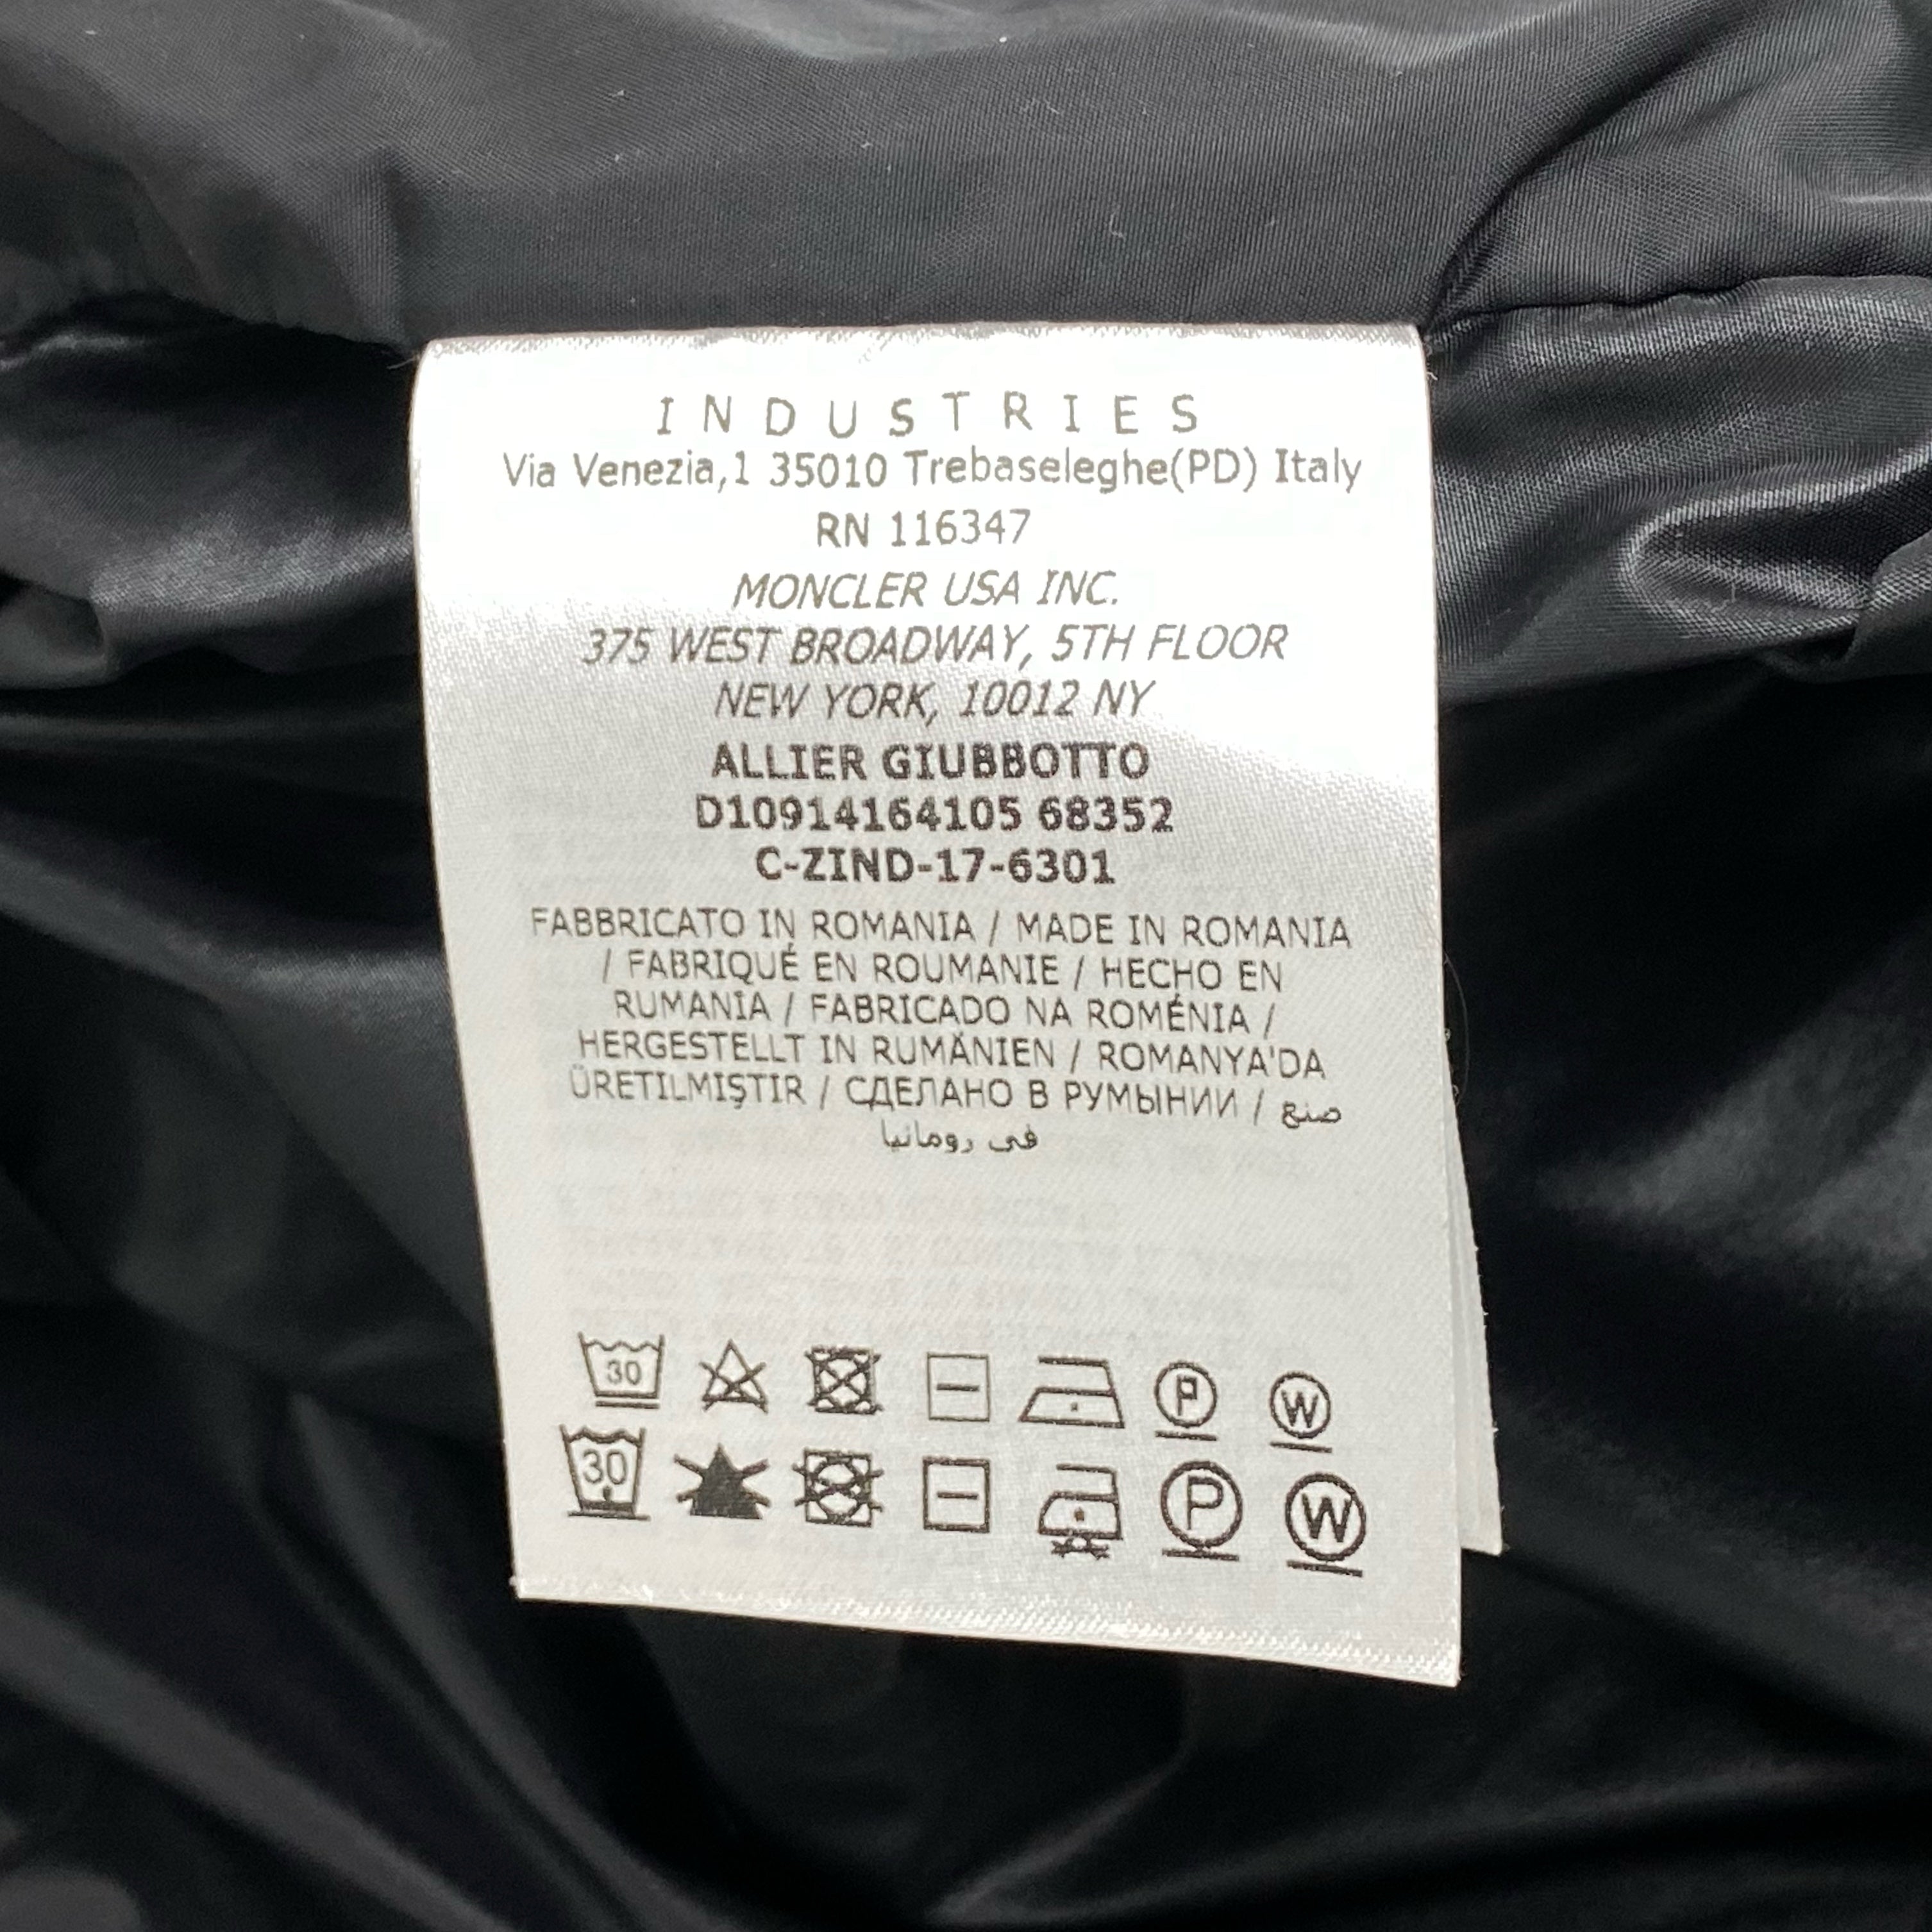 INDUSTRIES
Via Venezia,1 35010 Trebaseleghe(PD) Italy
RN 116347
MONCLER USA INC.
375 WEST BROADWAY, 5TH FLOOR
NEW YORK, 10012 NY
ALLIER GIUBBOTTO
D10914164105 68352
C-ZIND-17-6301
FABBRICATO IN ROMANIA / MADE IN ROMANIA
/ FABRIQUÉ EN ROUMANIE / HECHO EN
RUMANIA / FABRICADO NA ROMÉNIA /
HERGESTELLT IN RUMÄNIEN / ROMANYA'DA
ÜRETILMIŞTIR / СДЕЛАНО В РУМЫНИИ / صنع
في رومانيا
30 P W
30 P W